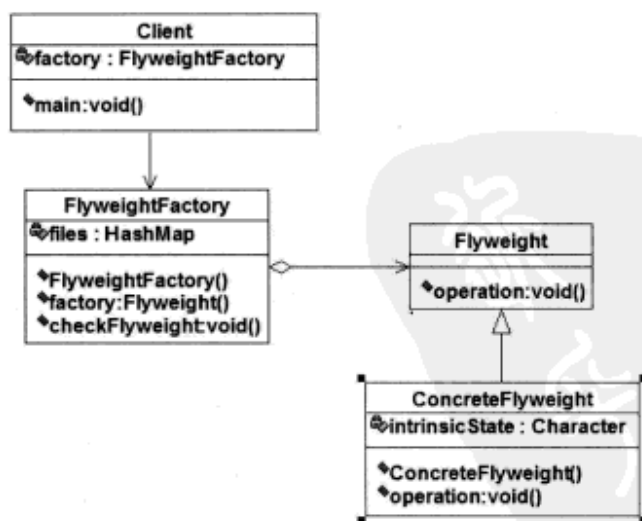 Client
factory : FlyweightFactory
main:void()
FlyweightFactory
files : HashMap
FlyweightFactory()
factory:Flyweight()
checkFlyweight:void()
Flyweight
operation:void()
ConcreteFlyweight
intrinsicState : Character
ConcreteFlyweight()
operation:void()